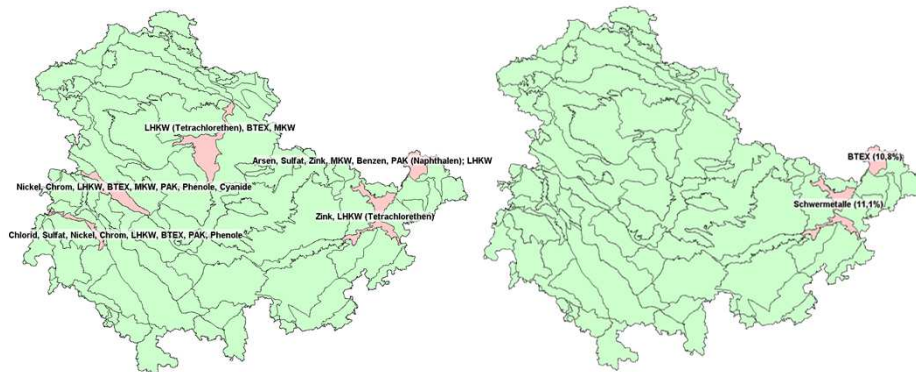 LHKW (Tetrachlorethen), BTEX, MKW
Arsen, Sulfat, Zink, MKW, Benzen, PAK (Naphthalen); LHKW
Nickel, Chrom, LHKW, BTEX, MKW, PAK, Phenole, Cyanide
Zink, LHKW (Tetrachlorethen)
Chlorid, Sulfat, Nickel, Chrom, LHKW, BTEX, PAK, Phenole
BTEX (10,8%)
Schwermetalle (11,1%)